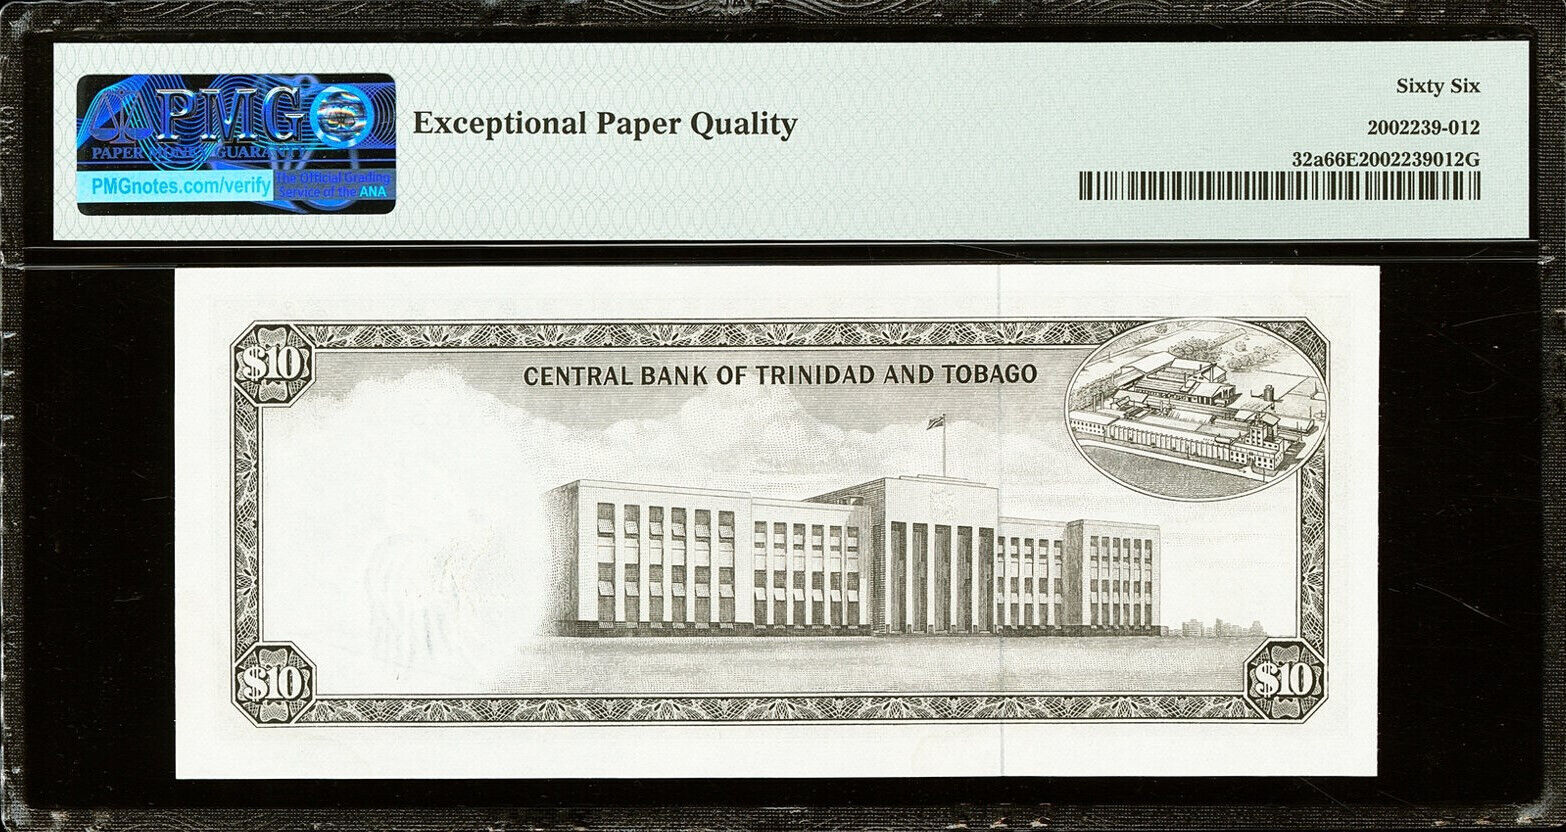 PMG
PAPER MONEY GUARANTY
PMGnotes.com/verify
The Official Grading
Service of the ANA
Exceptional Paper Quality
Sixty Six
2002239-012
32a66E2002239012G
$10
CENTRAL BANK OF TRINIDAD AND TOBAGO
$10
$10